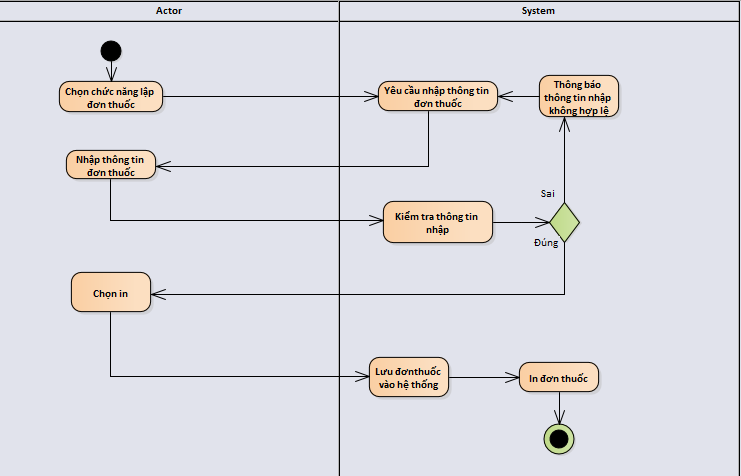 Actor
System
Chọn chức năng lập
đơn thuốc
Yêu cầu nhập thông tin
đơn thuốc
Thông báo
thông tin nhập
không hợp lệ
Nhập thông tin
đơn thuốc
Sai
Kiểm tra thông tin
nhập
Đúng
Chọn in
Lưu đơnthuốc
vào hệ thống
In đơn thuốc